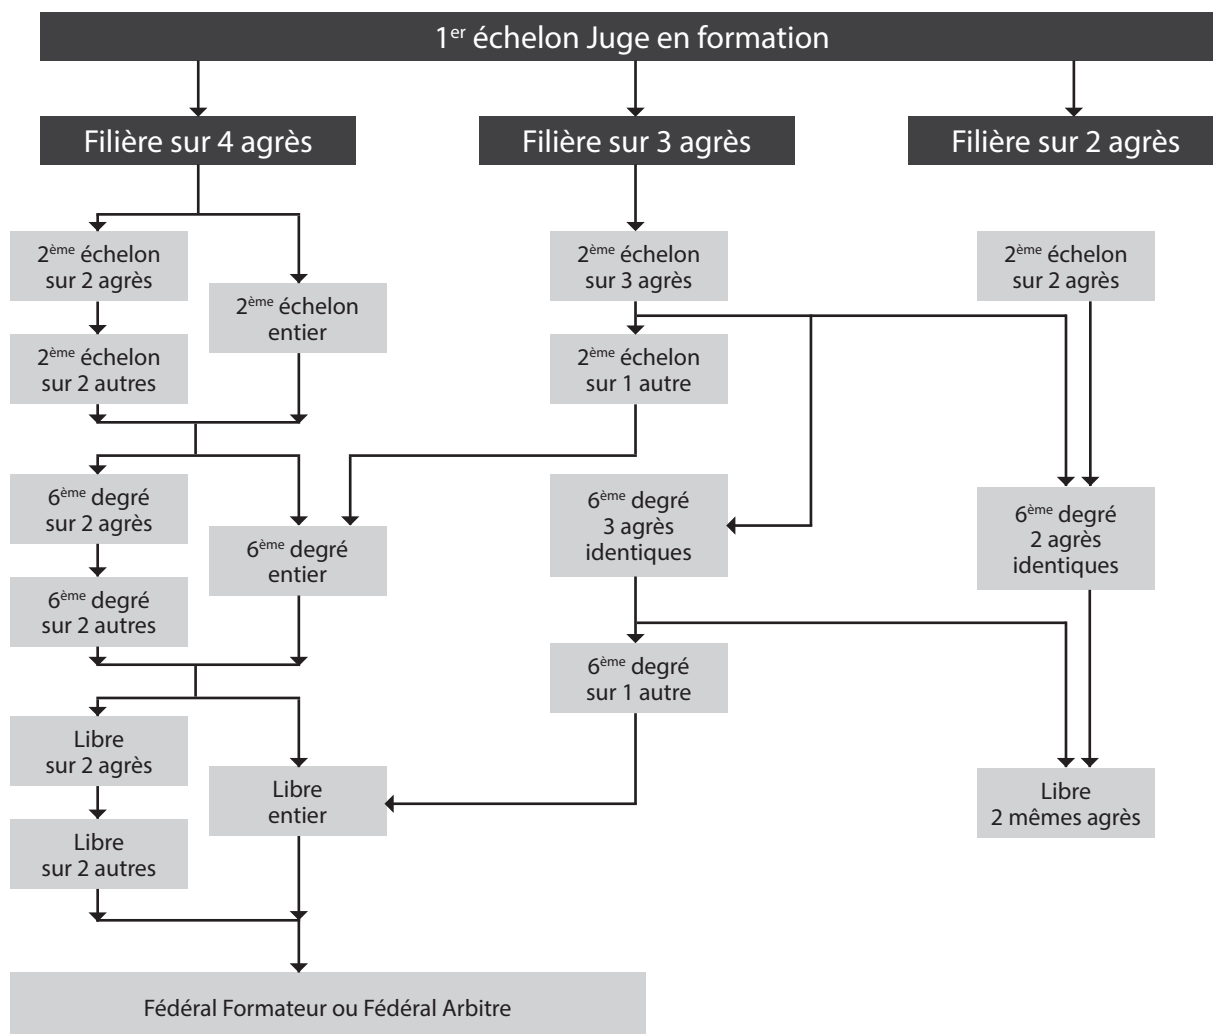 1er échelon Juge en formation
Filière sur 4 agrès
Filière sur 3 agrès
Filière sur 2 agrès
2ème échelon
sur 2 agrès
2ème échelon
entier
2ème échelon
sur 2 autres
2ème échelon
sur 3 agrès
2ème échelon
sur 1 autre
2ème échelon
sur 2 agrès
6ème degré
sur 2 agrès
6ème degré
entier
6ème degré
sur 2 autres
6ème degré
3 agrès
identiques
6ème degré
sur 1 autre
6ème degré
2 agrès
identiques
Libre
sur 2 agrès
Libre
entier
Libre
sur 2 autres
Libre
2 mêmes agrès
Fédéral Formateur ou Fédéral Arbitre